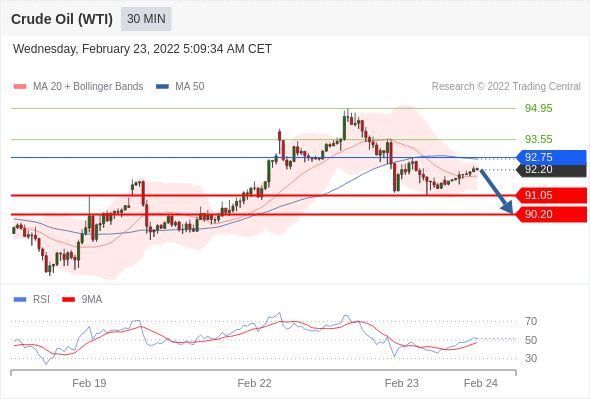 Crude Oil (WTI) 30 MIN
Wednesday, February 23, 2022 5:09:34 AM CET
MA 20 + Bollinger Bands MA 50 Research © 2022 Trading Central
94.95
93.55
92.75
92.20
91.05
90.20
RSI 9MA
70
50
30
Feb 19 Feb 22 Feb 23 Feb 24